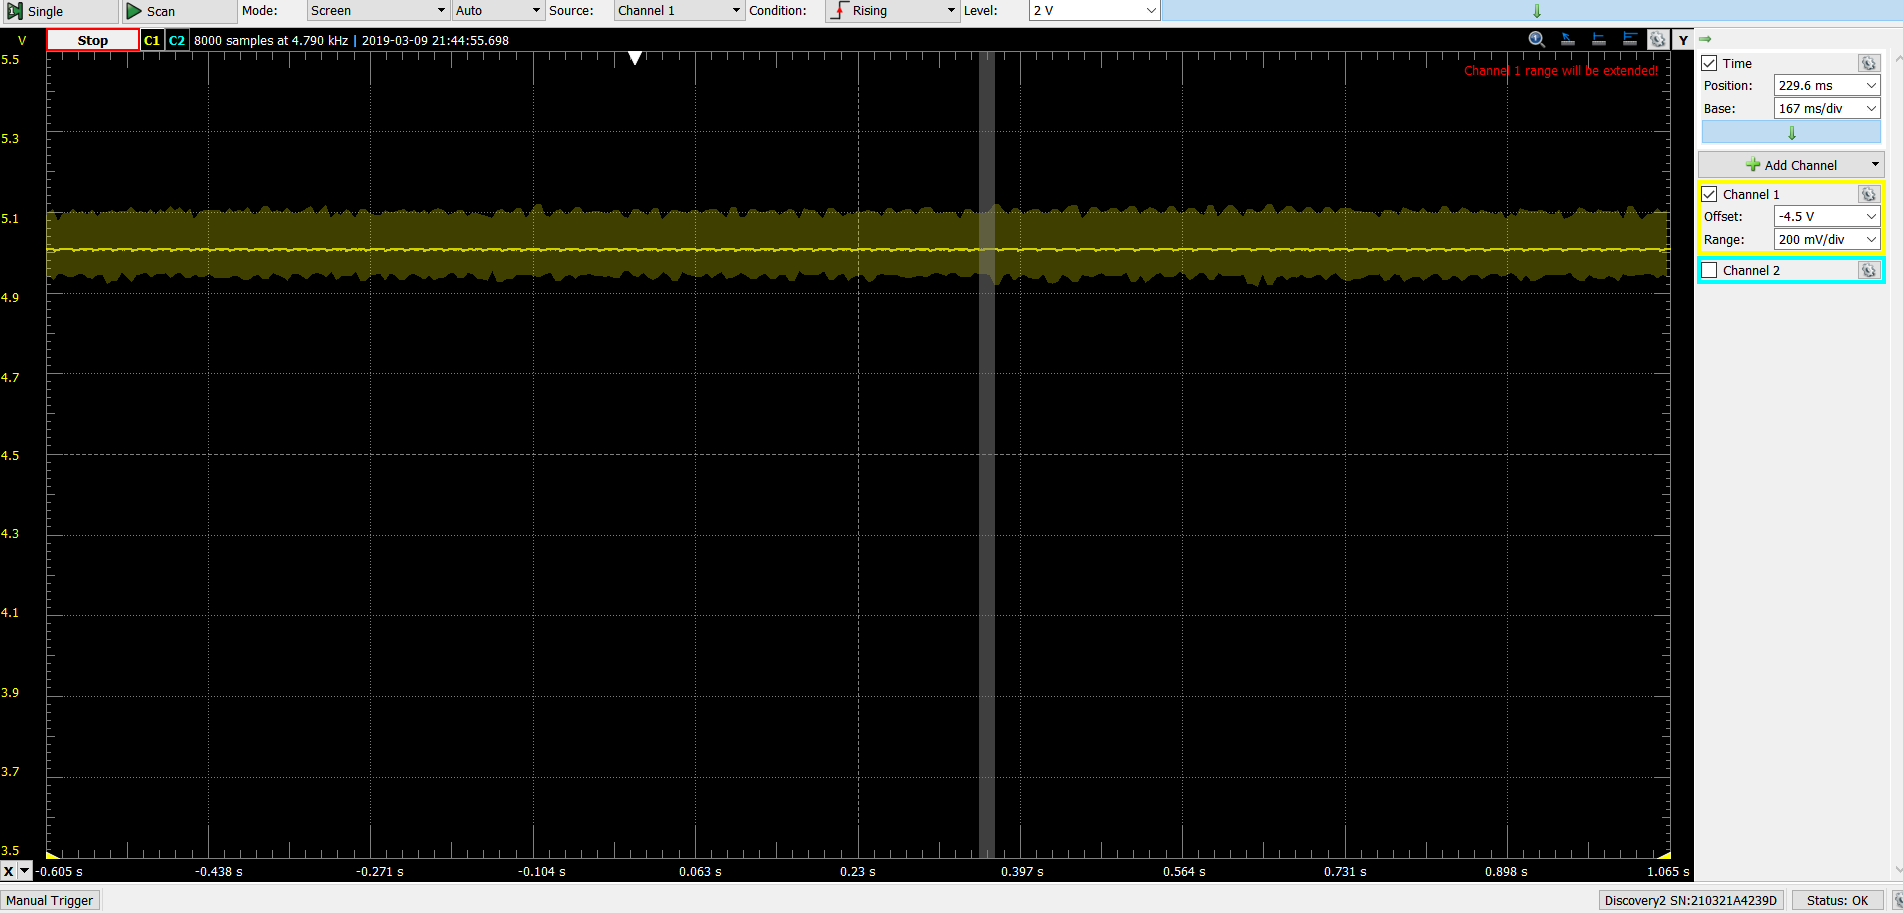 Single Scan Mode: Screen Auto Source: Channel 1 Condition: Rising Level: 2 V
V Stop C1 C2 8000 samples at 4.790 kHz | 2019-03-09 21:44:55.698 Y
Channel 1 range will be extended!
5.5
5.3
5.1
4.9
4.7
4.5
4.3
4.1
3.9
3.7
3.5
X -0.605 s -0.438 s -0.271 s -0.104 s 0.063 s 0.23 s 0.397 s 0.564 s 0.731 s 0.898 s 1.065 s
Time
Position: 229.6 ms
Base: 167 ms/div
Add Channel
Channel 1
Offset: -4.5 V
Range: 200 mV/div
Channel 2
Manual Trigger Discovery2 SN:210321A4239D Status: OK